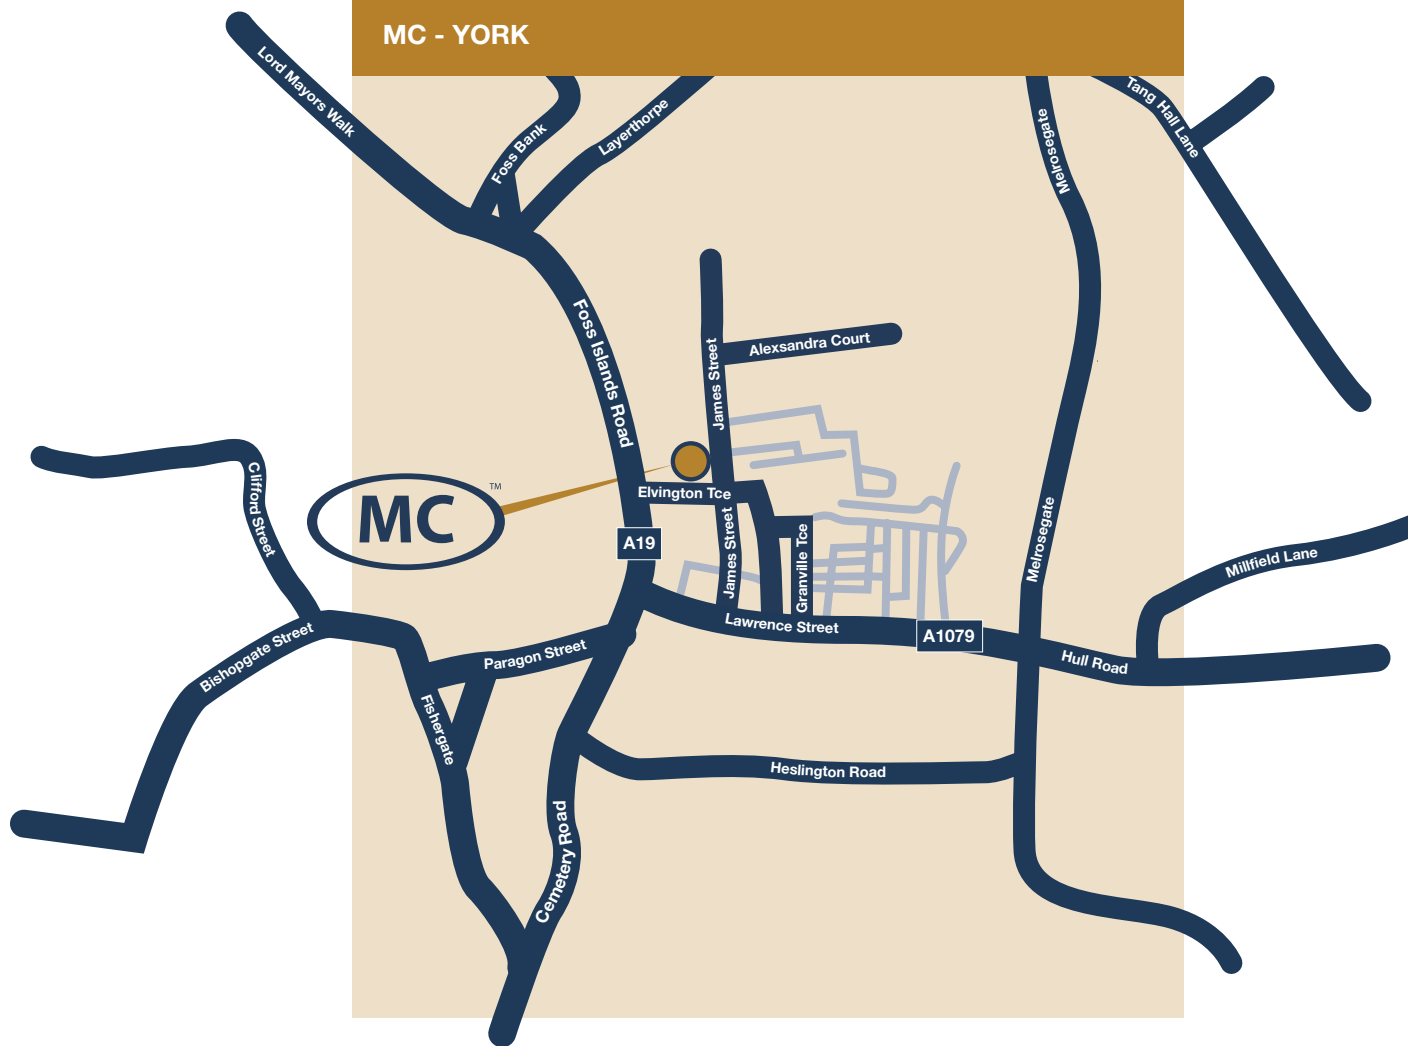 MC - YORK
Lord Mayors Walk
Foss Bank
Layerthorpe
Melrosegate
Tang Hall Lane
Foss Islands Road
James Street
Alexsandra Court
Clifford Street
MC
TM
Elvington Tce
A19
James Street
Granville Tce
Melrosegate
Millfield Lane
Lawrence Street
A1079
Hull Road
Bishopgate Street
Paragon Street
Fishergate
Heslington Road
Cemetery Road